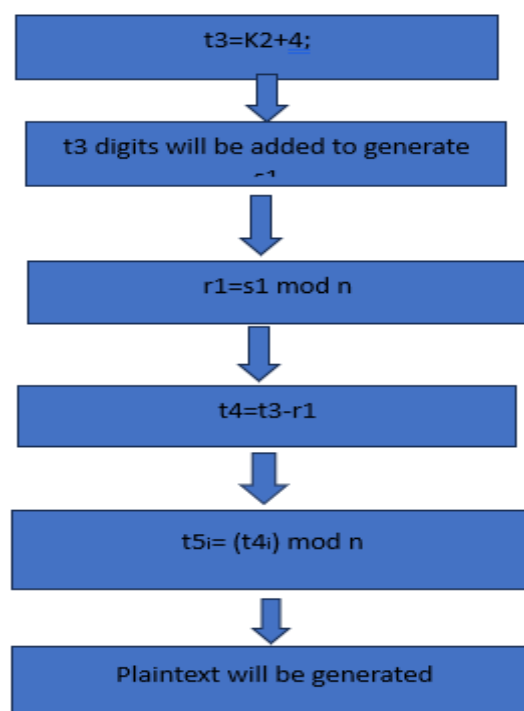 t3=K2+4;
t3 digits will be added to generate
r1=s1 mod n
t4=t3-r1
t5i= (t4i) mod n
Plaintext will be generated